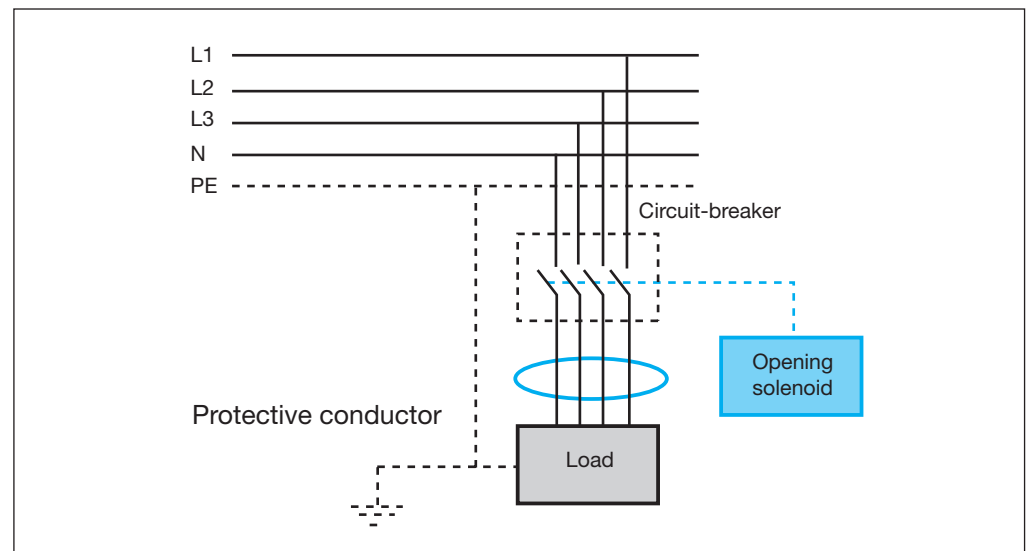 L1
L2
L3
N
PE
Circuit-breaker
Opening
solenoid
Protective conductor
Load